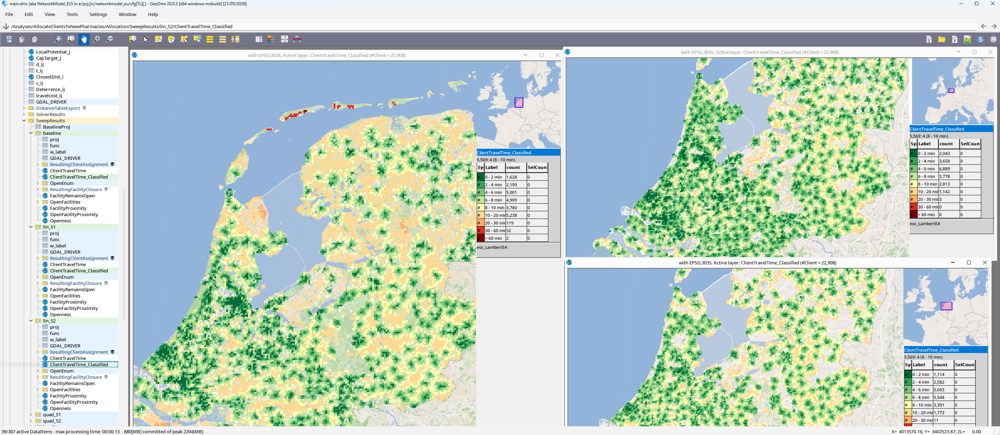 main.dms (aka NetworkModel_EU) in e:/prj/jrc/networkmodel_eu/cfg[TL][.] - GeoDms 20.0.3 [x64-windows-msbuild] [21/05/2026]
File Edit View Tools Settings Window Help
/Analyses/AllocateClientsToNewPharmacies/Allocation/SweepResults/lin_S2/ClientTravelTime_Classified
LocalPotential_j
CapTarget_j
d_ij
t_ij
ClosestDist_i
c_ij
Deterrence_ij
travelcost_ij
GDAL_DRIVER
DistanceTableExport
SolverResults
SweepResults
BaselineProj
baseline
proj
func
w_label
GDAL_DRIVER
ResultingClientAssignment
ClientTravelTime
ClientTravelTime_Classified
OpenEnum
ResultingFacilityClosure
FacilityRemainsOpen
OpenFacilities
FacilityProximity
OpenFacilityProximity
Openness
lin_S1
proj
func
w_label
GDAL_DRIVER
ResultingClientAssignment
ClientTravelTime
ClientTravelTime_Classified
OpenEnum
ResultingFacilityClosure
FacilityRemainsOpen
OpenFacilities
FacilityProximity
OpenFacilityProximity
Openness
lin_S2
proj
func
w_label
GDAL_DRIVER
ResultingClientAssignment
ClientTravelTime
ClientTravelTime_Classified
OpenEnum
ResultingFacilityClosure
FacilityRemainsOpen
OpenFacilities
FacilityProximity
OpenFacilityProximity
Openness
quad_S1
quad_S2
with EPSG:3035, Active layer: ClientTravelTime_Classified (#Client = 22,908)
ClientTravelTime_Classified
5,569: 4 (8 - 10 min)
Sy Label count SelCoun
# 0 - 2 min 1,628 0
# 2 - 4 min 2,199 0
# 4 - 6 min 5,001 0
# 6 - 8 min 4,909 0
# 8 - 10 min 3,780 0
# 10 - 20 min 5,238 0
# 20 - 30 min 119 0
# 30 - 60 min 32 0
# > 60 min 2 0
eoc_LambertEA
with EPSG:3035, Active layer: ClientTravelTime_Classified (#Client = 22,908)
ClientTravelTime_Classified
5,569: 4 (8 - 10 min)
Sy Label count SelCoun
# 0 - 2 min 2,043 0
# 2 - 4 min 3,658 0
# 4 - 6 min 6,889 0
# 6 - 8 min 5,778 0
# 8 - 10 min 2,813 0
# 10 - 20 min 1,142 0
# 20 - 30 min 3 0
# 30 - 60 min 0 0
# > 60 min 0 0
eoc_LambertEA
with EPSG:3035, Active layer: ClientTravelTime_Classified (#Client = 22,908)
ClientTravelTime_Classified
5,569: 4 (8 - 10 min)
Sy Label count SelCoun
# 0 - 2 min 1,114 0
# 2 - 4 min 2,582 0
# 4 - 6 min 5,693 0
# 6 - 8 min 5,544 0
# 8 - 10 min 3,391 0
# 10 - 20 min 1,773 0
# 20 - 30 min 11 0
39/307 active DataItems - max processing time: 00:00:13 - 880[MB] committed of peak 2204[MB]
X= 4013570.16; Y= 3402523.87; ZL= 0.00